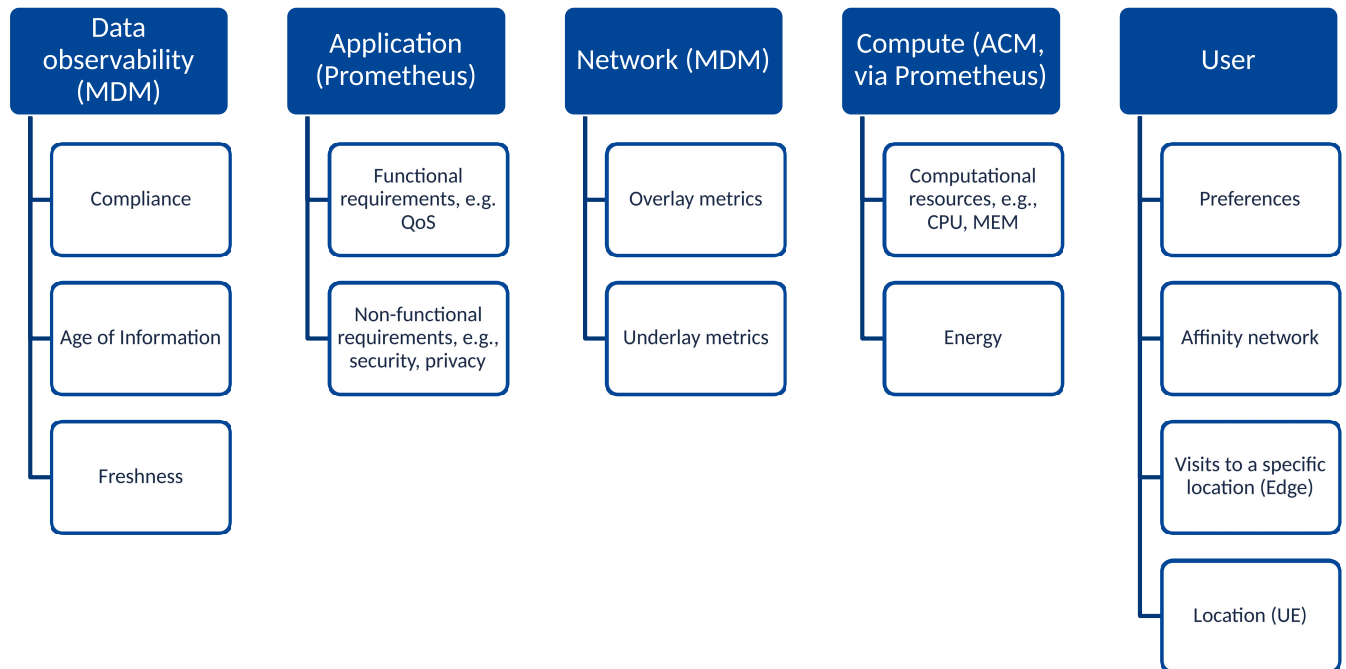 Data
observability
(MDM)
Compliance
Age of Information
Freshness
Application
(Prometheus)
Functional
requirements, e.g.
QoS
Non-functional
requirements, e.g.,
security, privacy
Network (MDM)
Overlay metrics
Underlay metrics
Compute (ACM,
via Prometheus)
Computational
resources, e.g.,
CPU, MEM
Energy
User
Preferences
Affinity network
Visits to a specific
location (Edge)
Location (UE)